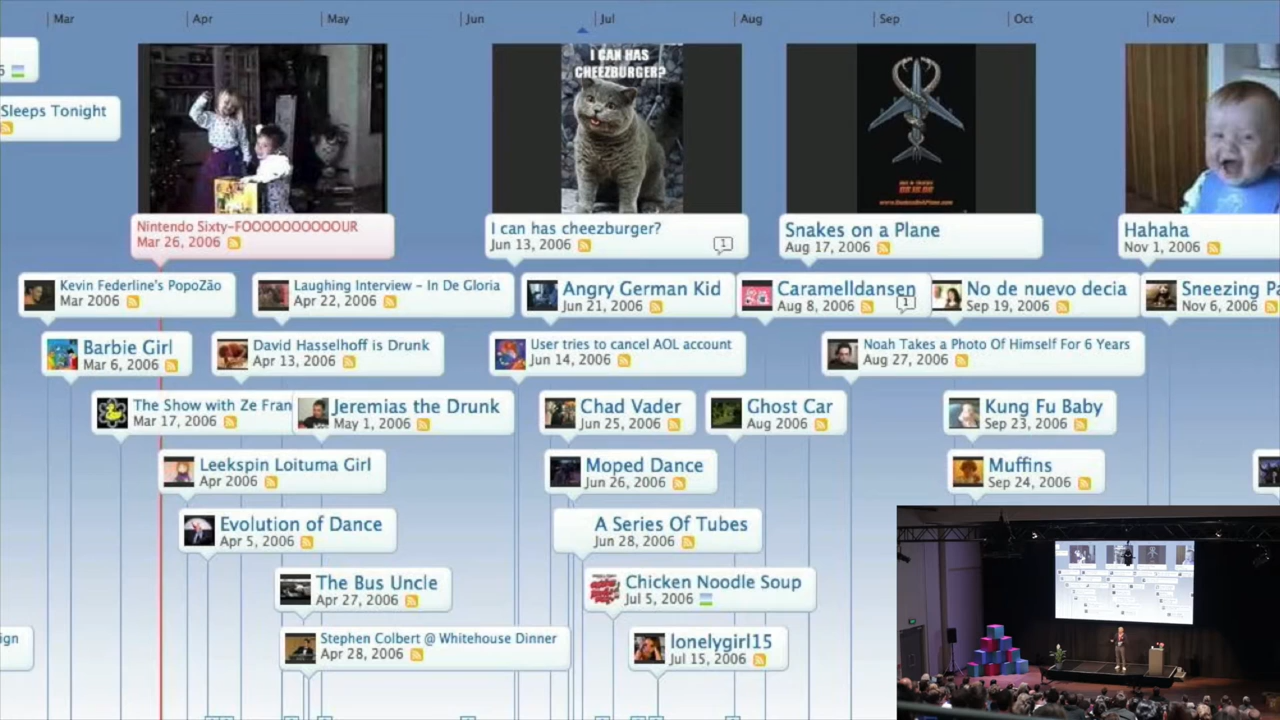 Mar
Apr
May
Jun
Jul
Aug
Sep
Oct
Nov
I CAN HAS
CHEEZBURGER?
Sleeps Tonight
Nintendo Sixty-FOOOOOOOOOOUR
Mar 26, 2006
I can has cheezburger?
Jun 13, 2006
1
Snakes on a Plane
Aug 17, 2006
Hahaha
Nov 1, 2006
Kevin Federline's PopoZão
Mar 2006
Laughing Interview - In De Gloria
Apr 22, 2006
Angry German Kid
Jun 21, 2006
Caramelldansen
Aug 8, 2006
1
No de nuevo decia
Sep 19, 2006
Sneezing Pa
Nov 6, 2006
Barbie Girl
Mar 6, 2006
David Hasselhoff is Drunk
Apr 13, 2006
User tries to cancel AOL account
Jun 14, 2006
Noah Takes a Photo Of Himself For 6 Years
Aug 27, 2006
The Show with Ze Fran
Mar 17, 2006
Jeremias the Drunk
May 1, 2006
Chad Vader
Jun 25, 2006
Ghost Car
Aug 2006
Kung Fu Baby
Sep 23, 2006
Leekspin Loituma Girl
Apr 2006
Moped Dance
Jun 26, 2006
Muffins
Sep 24, 2006
Evolution of Dance
Apr 5, 2006
A Series Of Tubes
Jun 28, 2006
The Bus Uncle
Apr 27, 2006
Chicken Noodle Soup
Jul 5, 2006
ign
Stephen Colbert @ Whitehouse Dinner
Apr 28, 2006
lonelygirl15
Jul 15, 2006